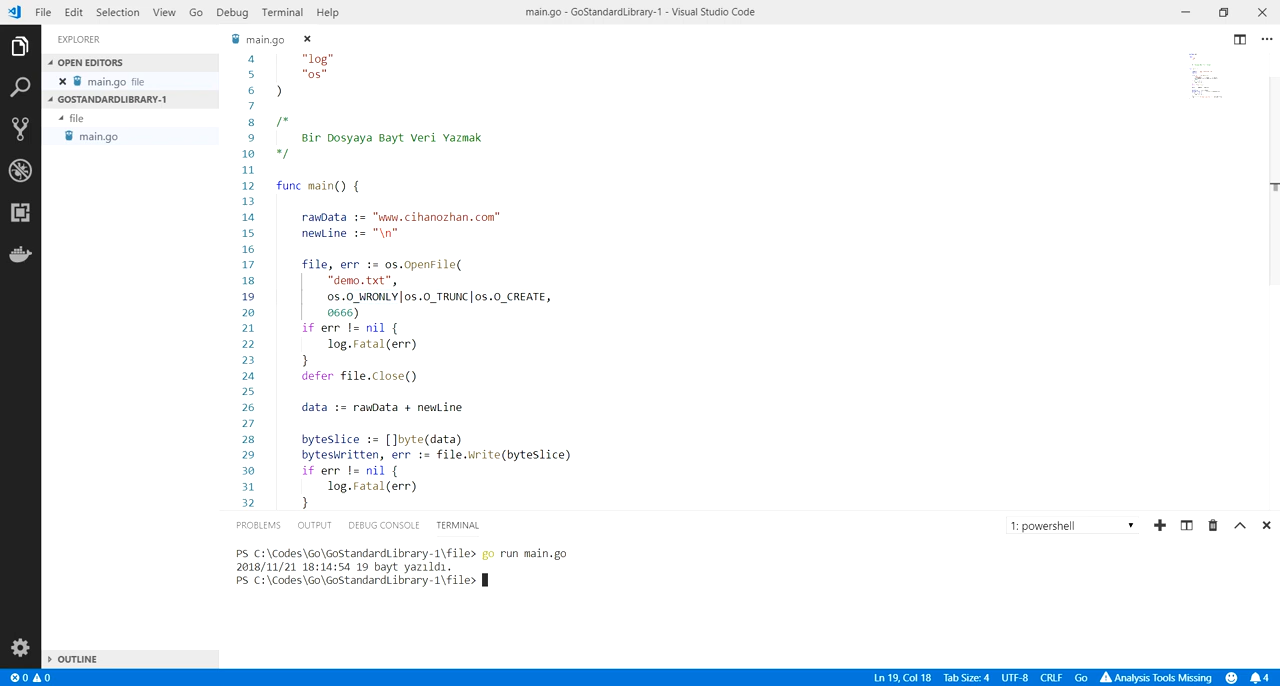 File Edit Selection View Go Debug Terminal Help
main.go - GoStandardLibrary-1 - Visual Studio Code
EXPLORER
OPEN EDITORS
main.go file
GOSTANDARDLIBRARY-1
file
main.go
OUTLINE
main.go
4 "log"
5 "os"
6 )
7
8 /*
9 Bir Dosyaya Bayt Veri Yazmak
10 */
11
12 func main() {
13
14 rawData := "www.cihanozhan.com"
15 newLine := "\n"
16
17 file, err := os.OpenFile(
18 "demo.txt",
19 os.O_WRONLY|os.O_TRUNC|os.O_CREATE,
20 0666)
21 if err != nil {
22 log.Fatal(err)
23 }
24 defer file.Close()
25
26 data := rawData + newLine
27
28 byteSlice := []byte(data)
29 bytesWritten, err := file.Write(byteSlice)
30 if err != nil {
31 log.Fatal(err)
32 }
PROBLEMS OUTPUT DEBUG CONSOLE TERMINAL
1: powershell
PS C:\Codes\Go\GoStandardLibrary-1\file> go run main.go
2018/11/21 18:14:54 19 bayt yazıldı.
PS C:\Codes\Go\GoStandardLibrary-1\file>
0 0
Ln 19, Col 18 Tab Size: 4 UTF-8 CRLF Go Analysis Tools Missing 4